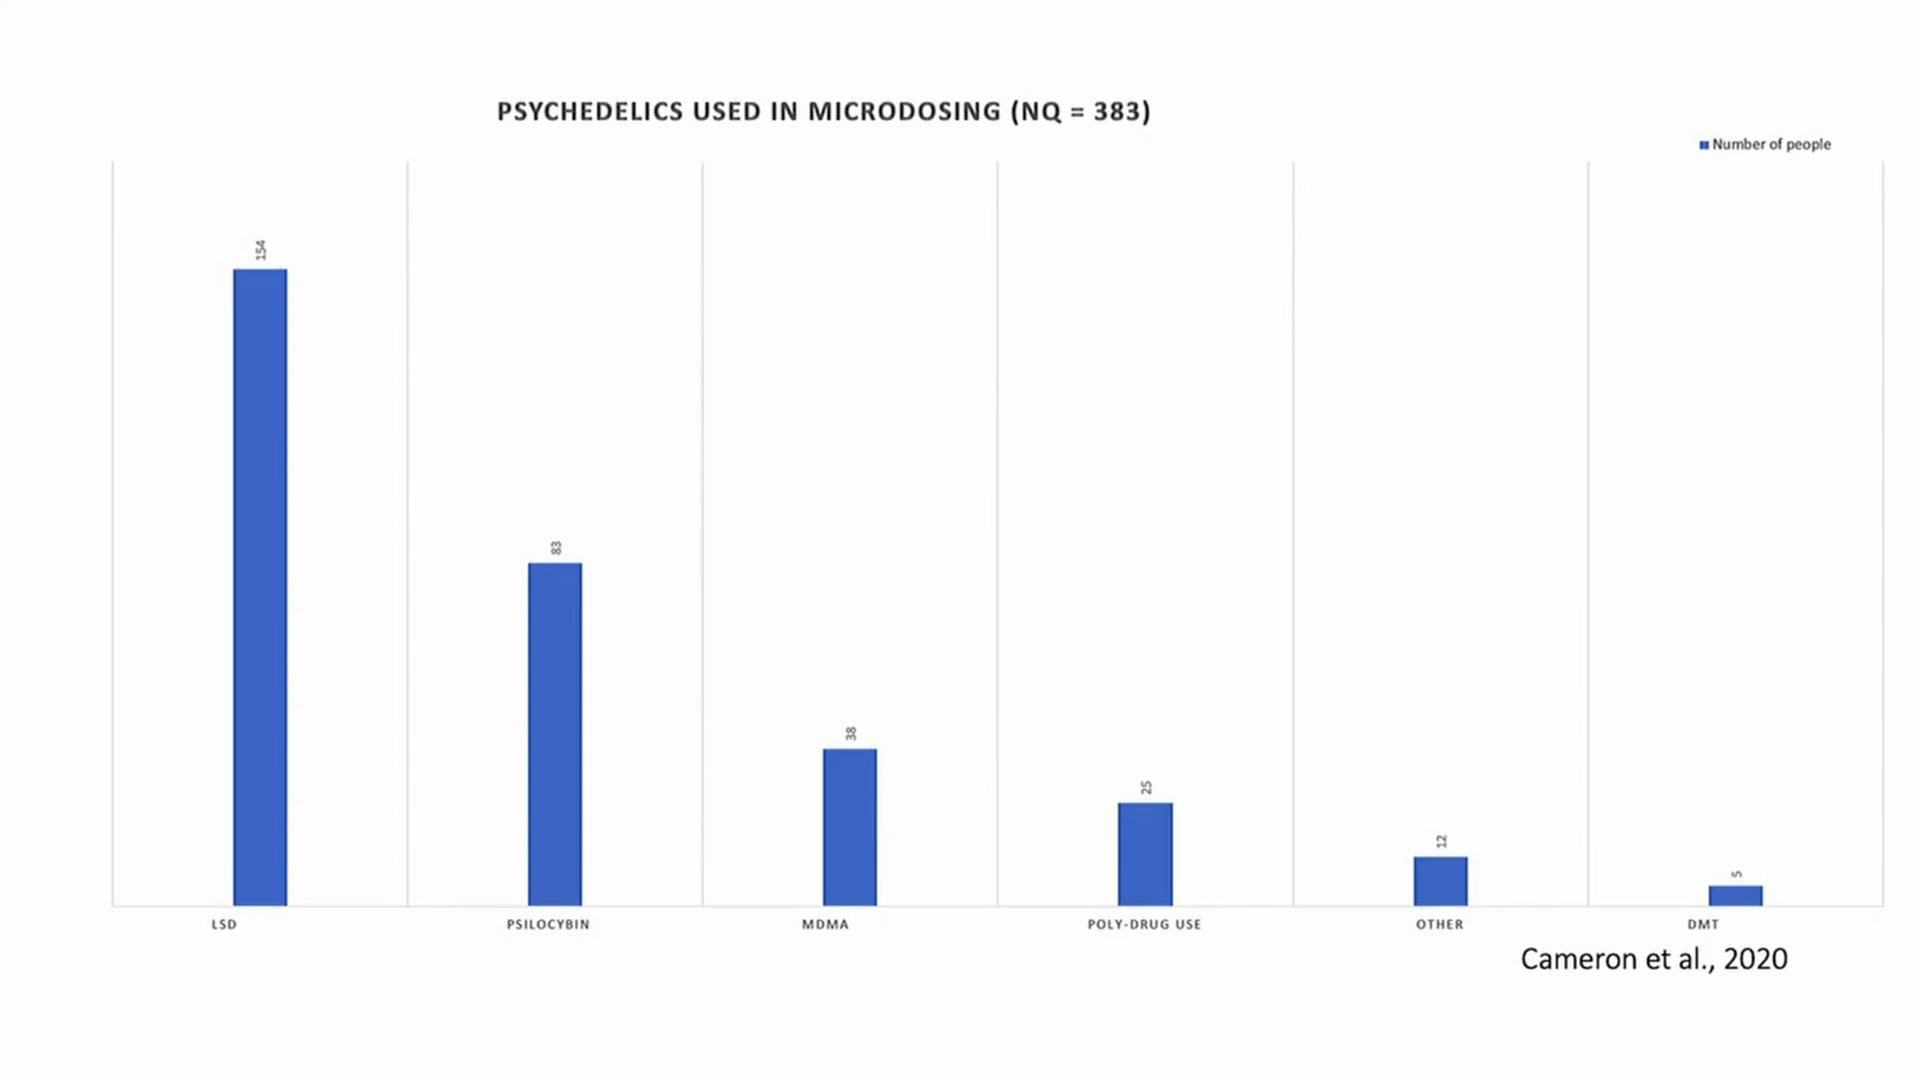 PSYCHEDELICS USED IN MICRODOSING (NQ = 383)
Number of people
154
83
38
25
12
5
LSD
PSILOCYBIN
MDMA
POLY-DRUG USE
OTHER
DMT
Cameron et al., 2020